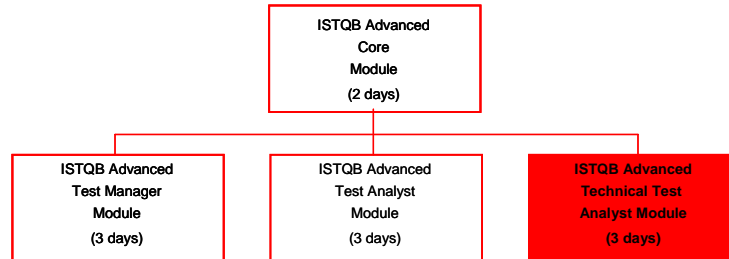 ISTQB Advanced
Core
Module
(2 days)
ISTQB Advanced
Test Manager
Module
(3 days)
ISTQB Advanced
Test Analyst
Module
(3 days)
ISTQB Advanced
Technical Test
Analyst Module
(3 days)